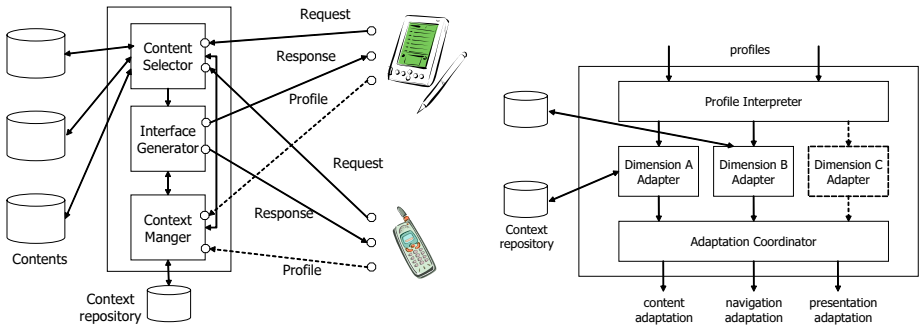 Content
Selector
Interface
Generator
Context
Manger
Contents
Context
repository
Request
Response
Profile
Request
Response
Profile
profiles
Profile Interpreter
Dimension A
Adapter
Dimension B
Adapter
Dimension C
Adapter
Context
repository
Adaptation Coordinator
content
adaptation
navigation
adaptation
presentation
adaptation